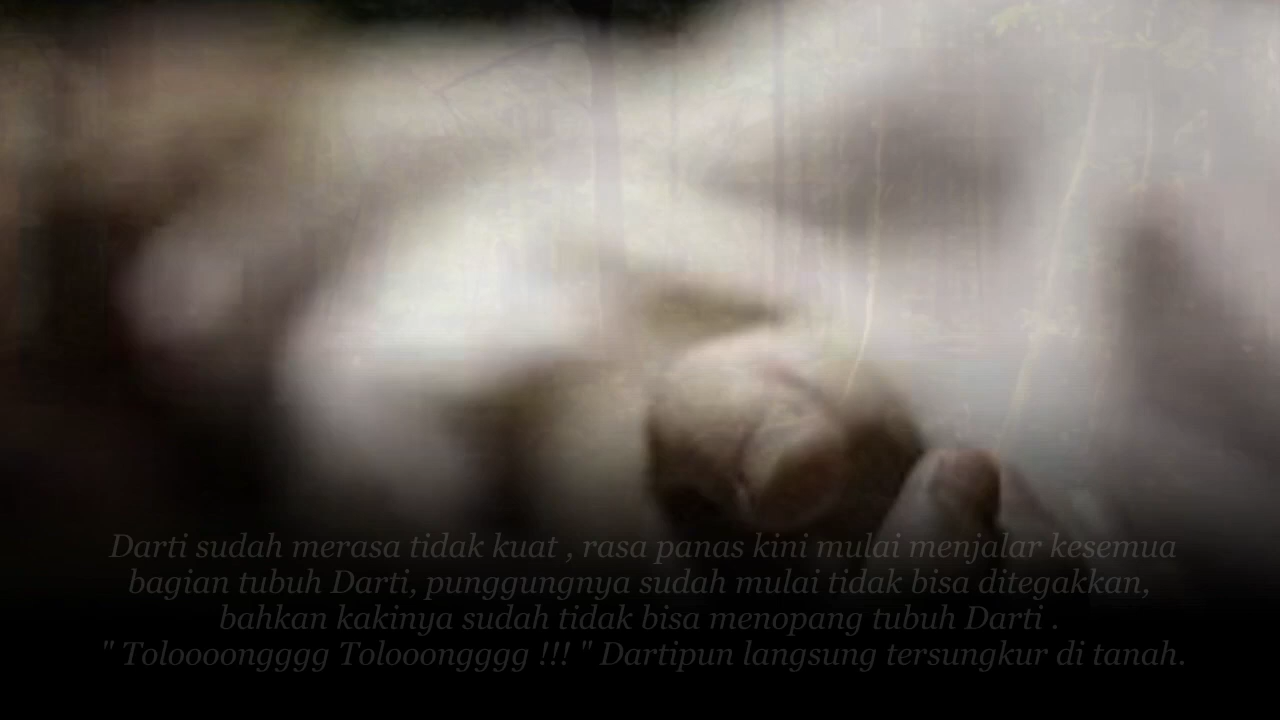 Darti sudah merasa tidak kuat , rasa panas kini mulai menjalar kesemua
bagian tubuh Darti, punggungnya sudah mulai tidak bisa ditegakkan,
bahkan kakinya sudah tidak bisa menopang tubuh Darti .
" Toloooongggg Tolooongggg !!! " Dartipun langsung tersungkur di tanah.